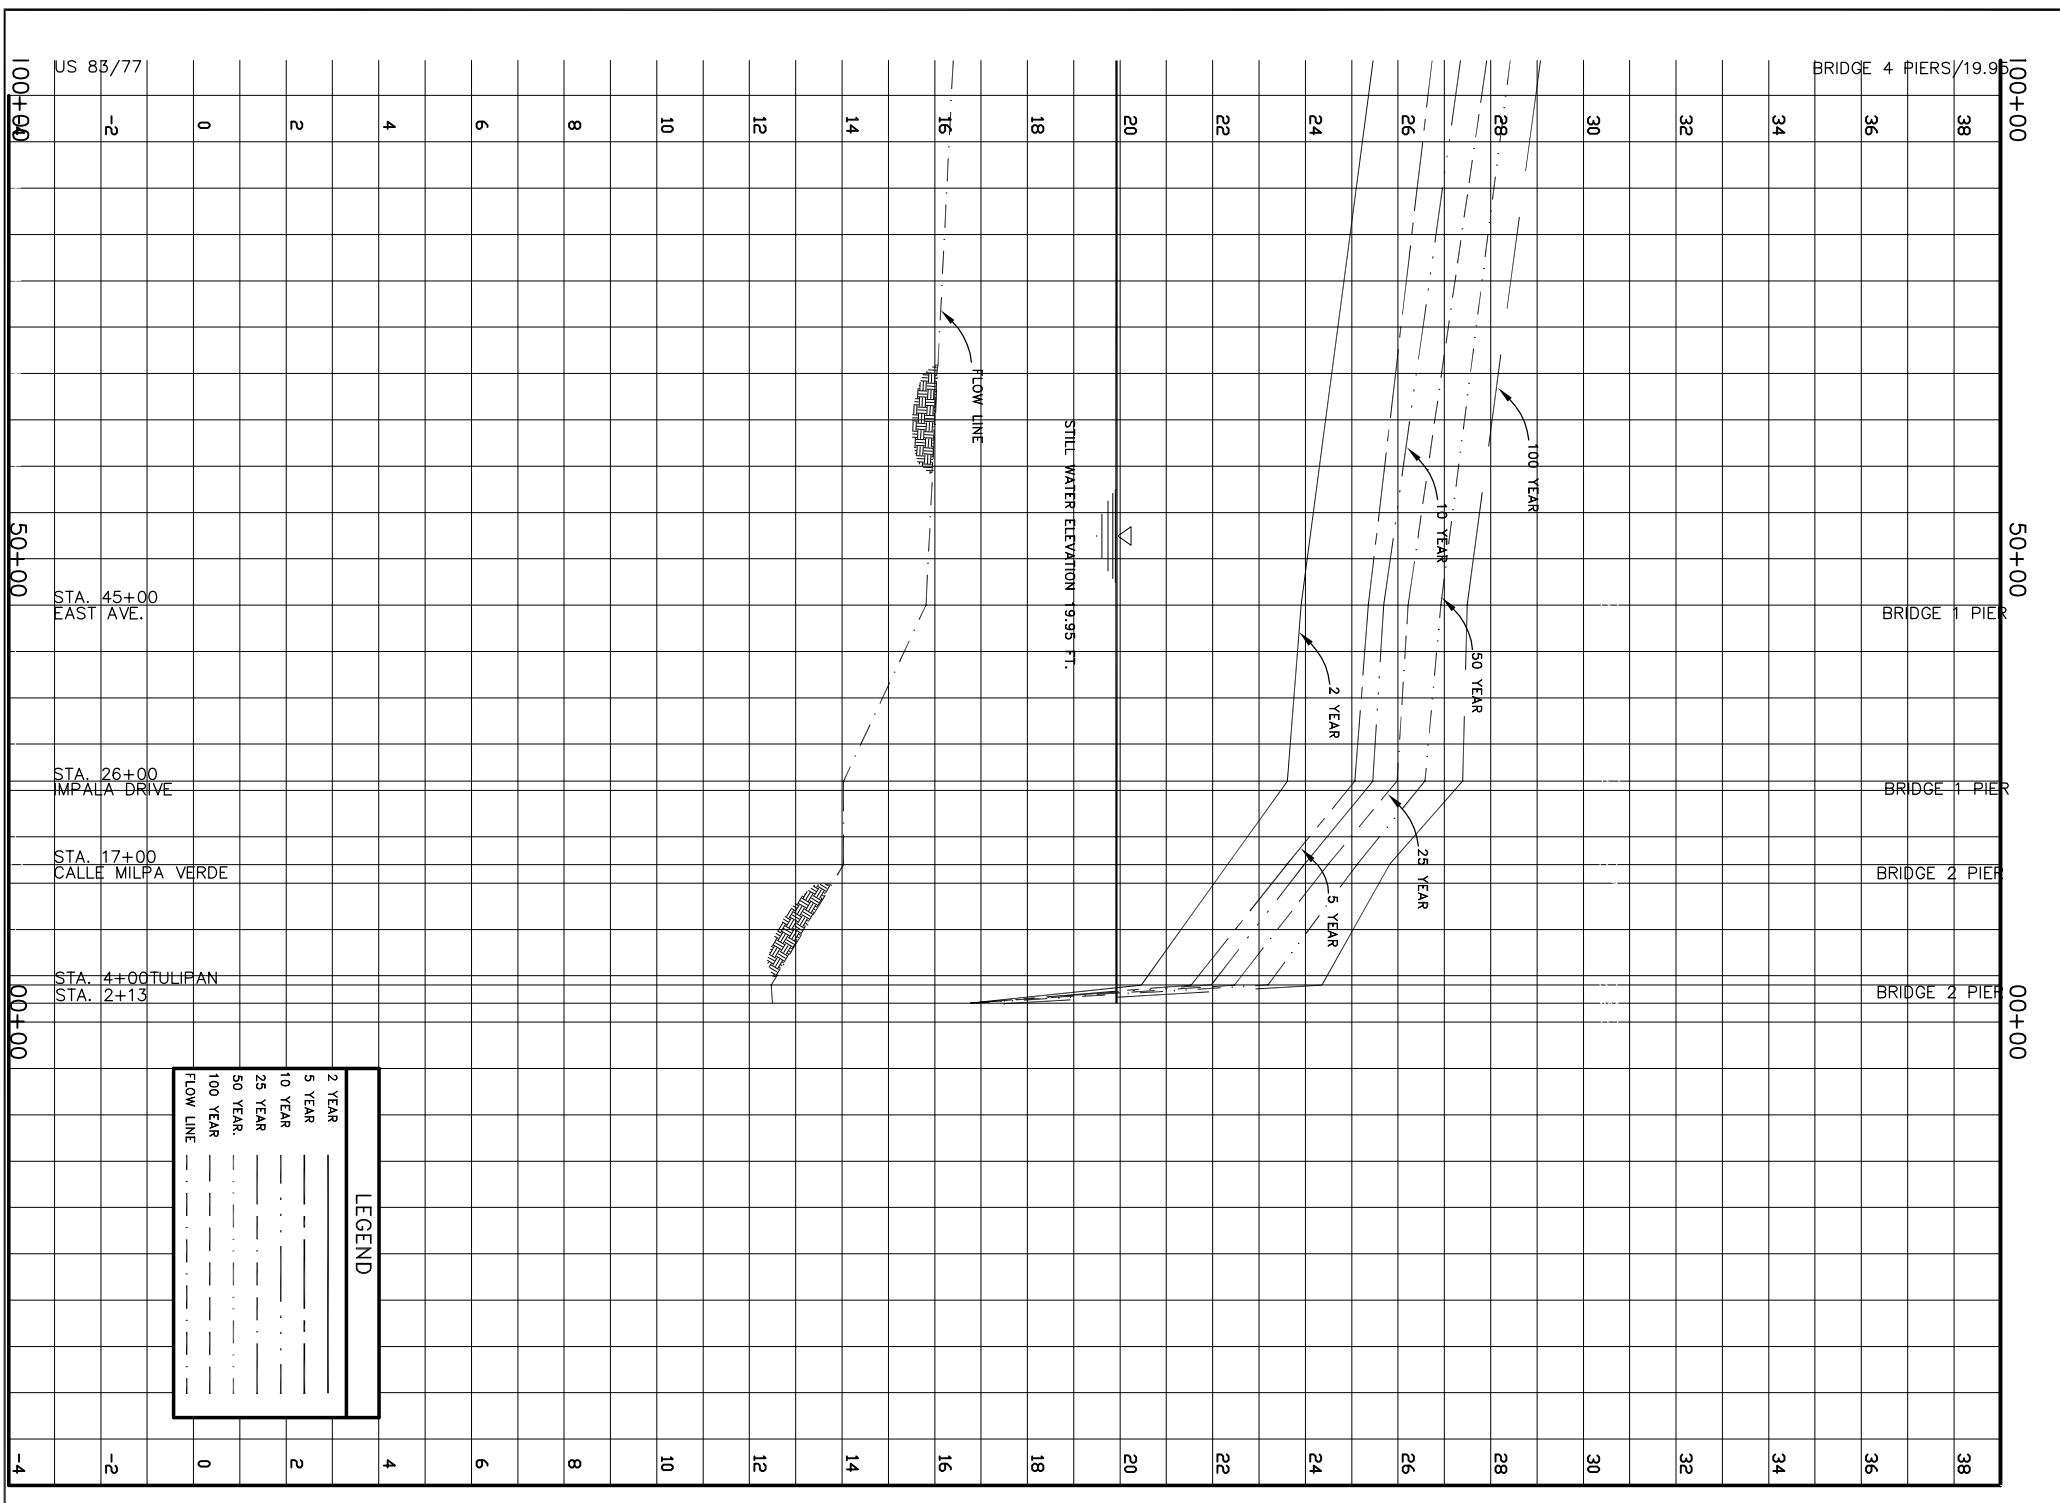 US 83/77
BRIDGE 4 PIERS/19.95
100+00
100+00
-2
0
2
4
6
8
10
12
14
16
18
20
22
24
26
28
30
32
34
36
38
FLOW LINE
STILL WATER ELEVATION 19.95 FT.
100 YEAR
10 YEAR
50 YEAR
2 YEAR
25 YEAR
5 YEAR
50+00
50+00
STA. 45+00
EAST AVE.
BRIDGE 1 PIER
STA. 26+00
IMPALA DRIVE
BRIDGE 1 PIER
STA. 17+00
CALLE MILPA VERDE
BRIDGE 2 PIER
STA. 4+00TULIPAN
STA. 2+13
BRIDGE 2 PIER
00+00
00+00
LEGEND
2 YEAR
5 YEAR
10 YEAR
25 YEAR
50 YEAR.
100 YEAR
FLOW LINE
-4
-2
0
2
4
6
8
10
12
14
16
18
20
22
24
26
28
30
32
34
36
38